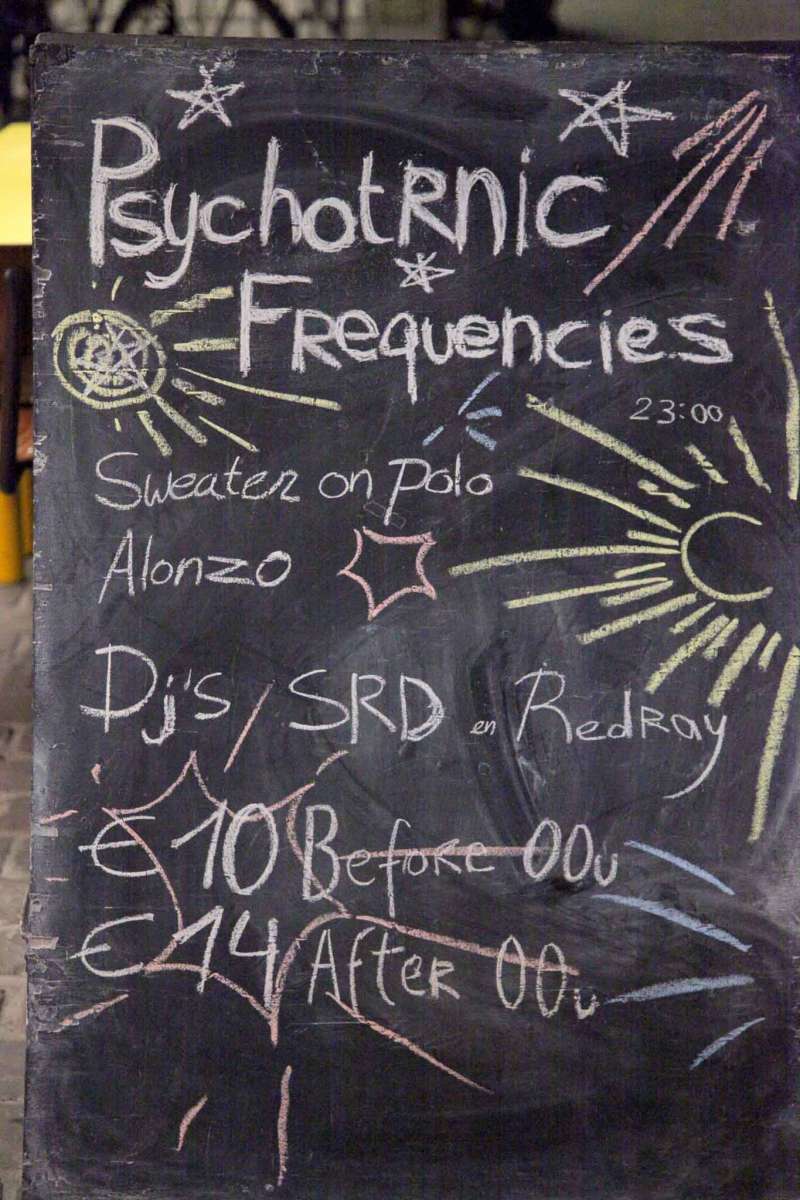 PsychotRNic
FRequencies
23:00
Sweater on Polo
Alonzo
Dj's / SRD en RedRay
€ 10 Before 00u
€ 14 After 00u